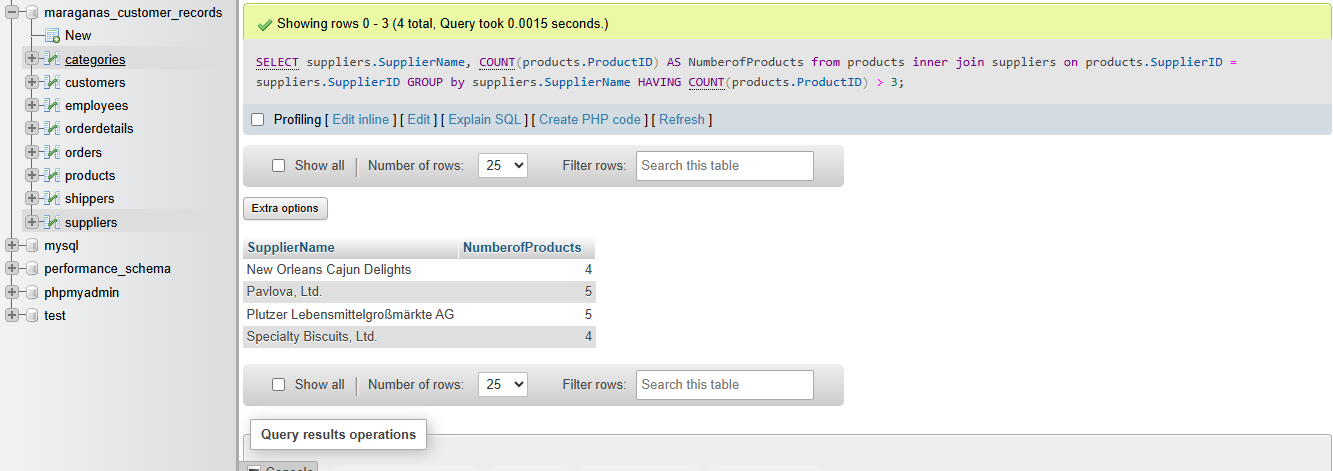 maraganas_customer_records
New
categories
customers
employees
orderdetails
orders
products
shippers
suppliers
mysql
performance_schema
phpmyadmin
test
Showing rows 0 - 3 (4 total, Query took 0.0015 seconds.)
SELECT suppliers.SupplierName, COUNT(products.ProductID) AS NumberofProducts from products inner join suppliers on products.SupplierID =
suppliers.SupplierID GROUP by suppliers.SupplierName HAVING COUNT(products.ProductID) > 3;
Profiling [ Edit inline ] [ Edit ] [ Explain SQL ] [ Create PHP code ] [ Refresh ]
Show all | Number of rows: 25 Filter rows: Search this table
Extra options
SupplierName NumberofProducts
New Orleans Cajun Delights 4
Pavlova, Ltd. 5
Plutzer Lebensmittelgroßmärkte AG 5
Specialty Biscuits, Ltd. 4
Show all | Number of rows: 25 Filter rows: Search this table
Query results operations
Console